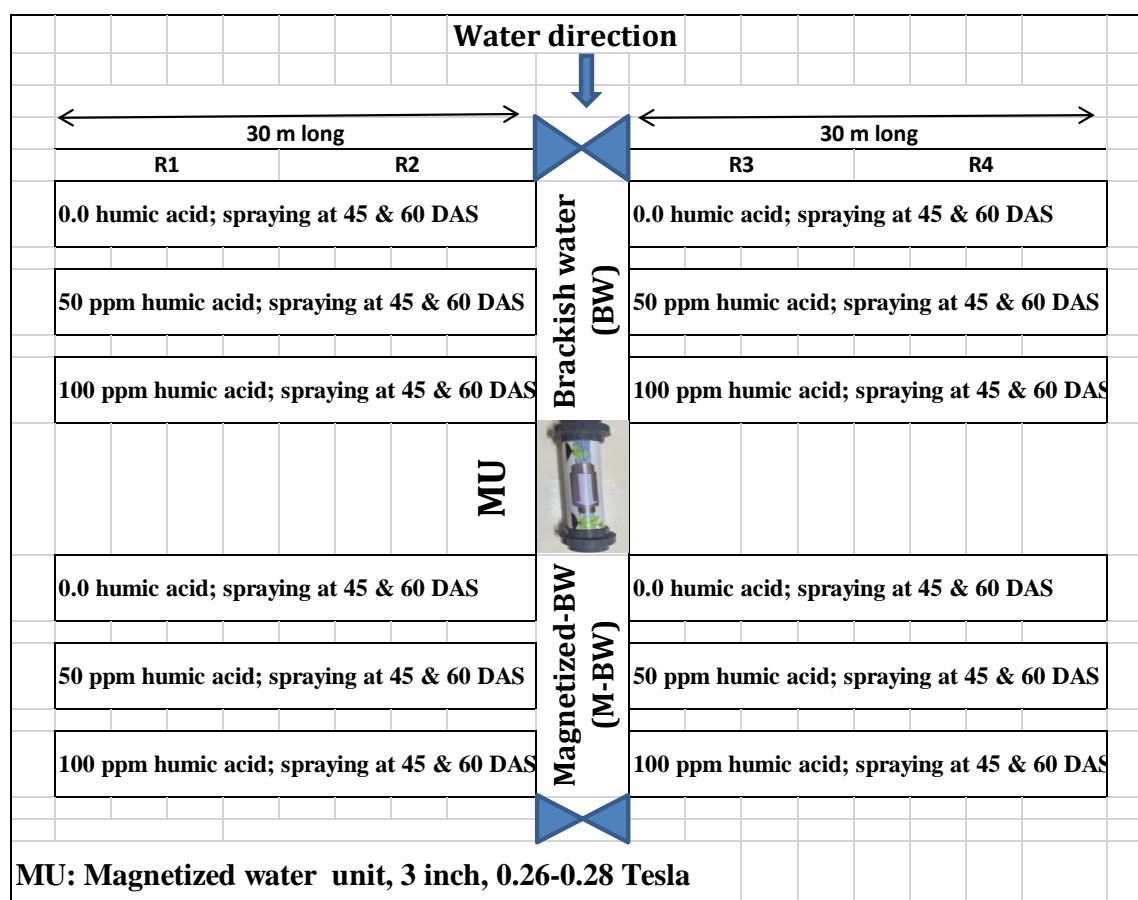 Water direction
30 m long
30 m long
R1
R2
R3
R4
0.0 humic acid; spraying at 45 & 60 DAS
0.0 humic acid; spraying at 45 & 60 DAS
50 ppm humic acid; spraying at 45 & 60 DAS
50 ppm humic acid; spraying at 45 & 60 DAS
100 ppm humic acid; spraying at 45 & 60 DAS
100 ppm humic acid; spraying at 45 & 60 DAS
Brackish water
(BW)
MU
0.0 humic acid; spraying at 45 & 60 DAS
0.0 humic acid; spraying at 45 & 60 DAS
50 ppm humic acid; spraying at 45 & 60 DAS
50 ppm humic acid; spraying at 45 & 60 DAS
100 ppm humic acid; spraying at 45 & 60 DAS
100 ppm humic acid; spraying at 45 & 60 DAS
Magnetized-BW
(M-BW)
MU: Magnetized water unit, 3 inch, 0.26-0.28 Tesla